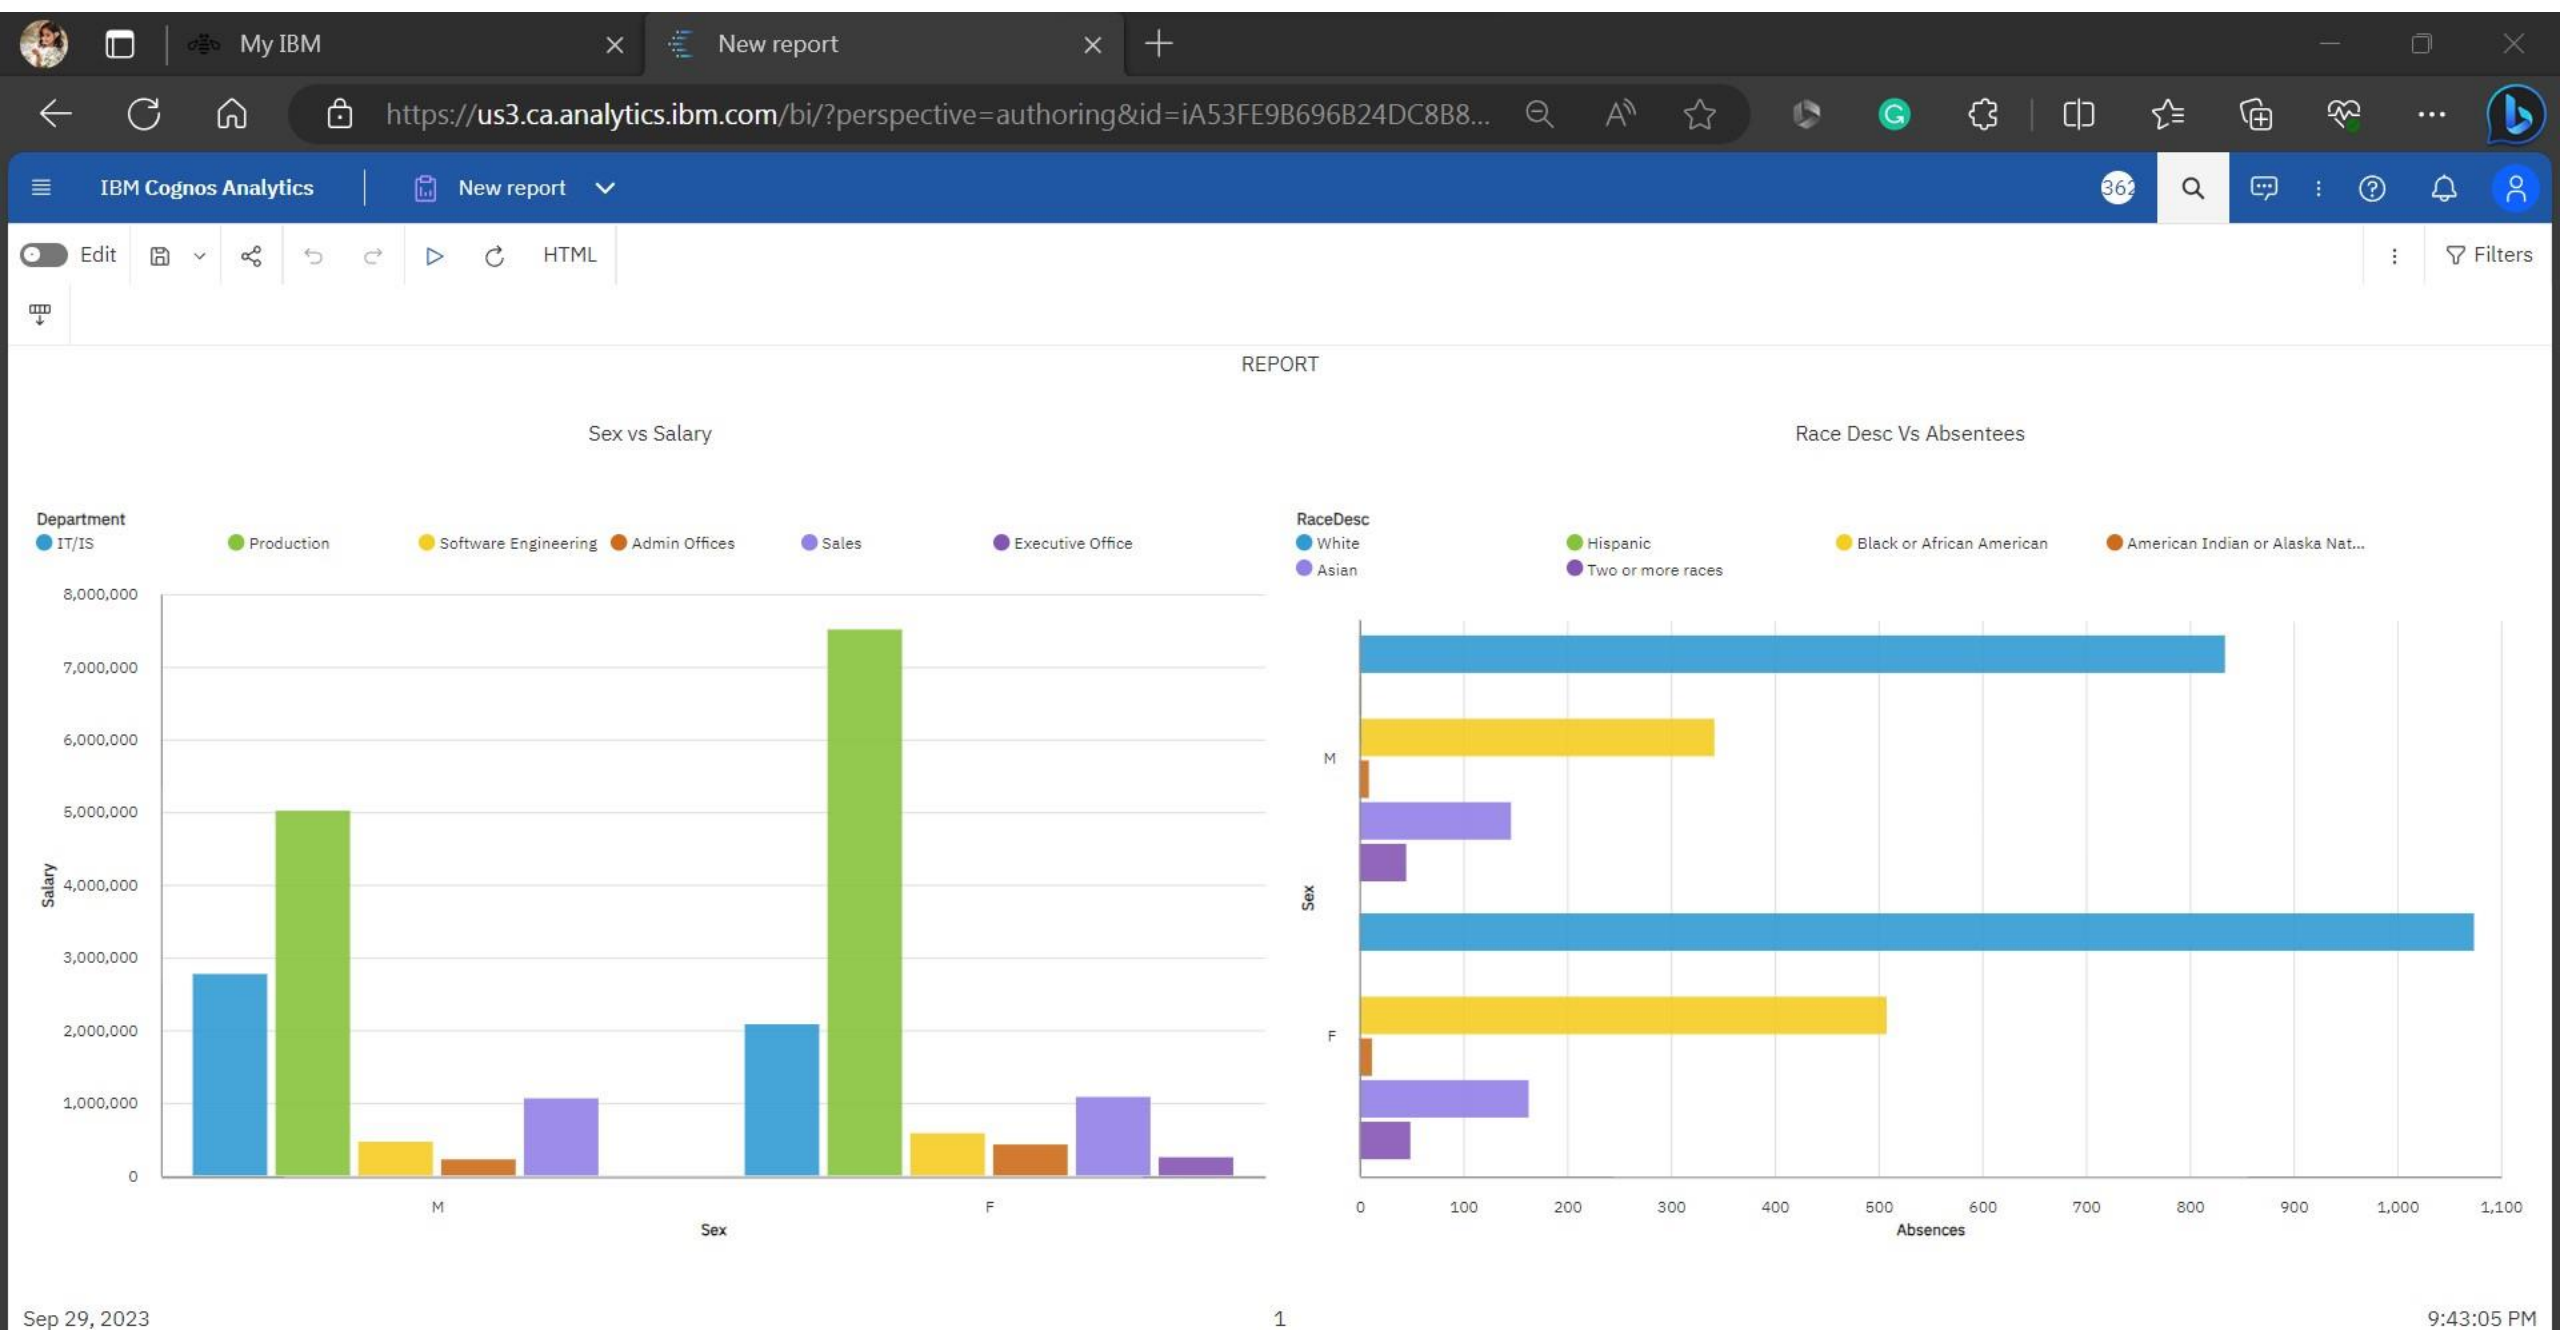 My IBM
New report
https://us3.ca.analytics.ibm.com/bi/?perspective=authoring&id=iA53FE9B696B24DC8B8...
IBM Cognos Analytics
New report
362
Edit
HTML
Filters
REPORT
Sex vs Salary
Department
IT/IS Production Software Engineering Admin Offices Sales Executive Office
8,000,000
7,000,000
6,000,000
5,000,000
4,000,000
3,000,000
2,000,000
1,000,000
0
Salary
M F
Sex
Race Desc Vs Absentees
RaceDesc
White Hispanic Black or African American American Indian or Alaska Nat...
Asian Two or more races
M
F
Sex
0 100 200 300 400 500 600 700 800 900 1,000 1,100
Absences
Sep 29, 2023
1
9:43:05 PM